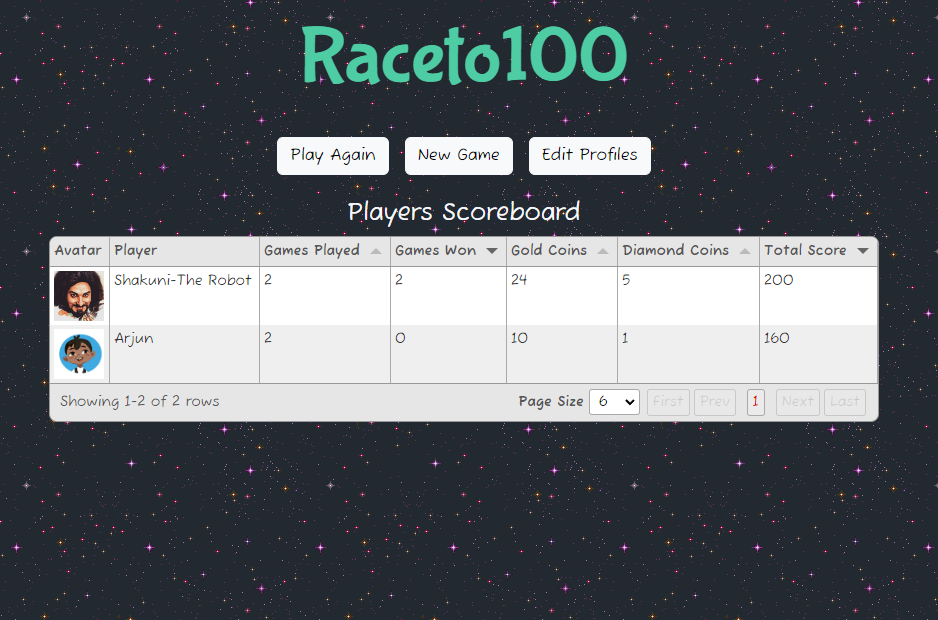 Raceto100
Play Again New Game Edit Profiles
Players Scoreboard
Avatar Player Games Played Games Won Gold Coins Diamond Coins Total Score
Shakuni-The Robot 2 2 24 5 200
Arjun 2 0 10 1 160
Showing 1-2 of 2 rows Page Size 6 First Prev 1 Next Last